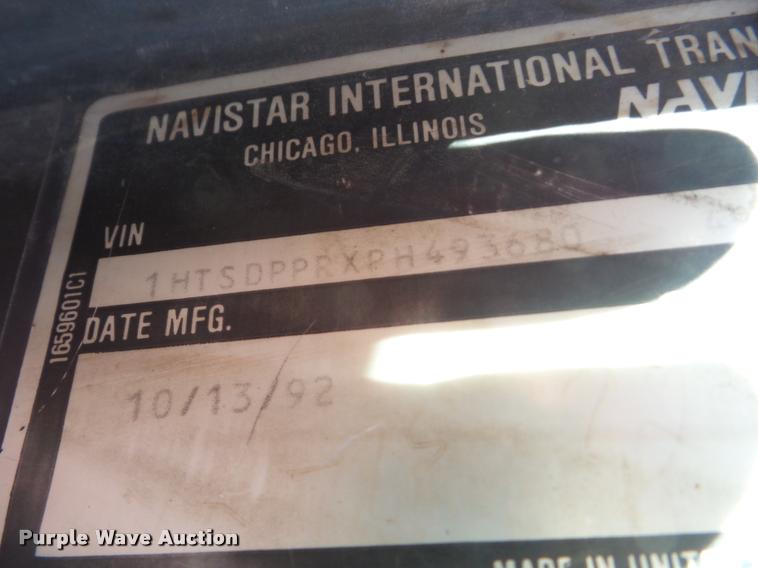 NAVISTAR INTERNATIONAL TRAN
NAVI
CHICAGO, ILLINOIS
VIN
1HTSDPPRXPH493680
1659601C1
DATE MFG.
10/13/92
MADE IN UNIT
Purple Wave Auction